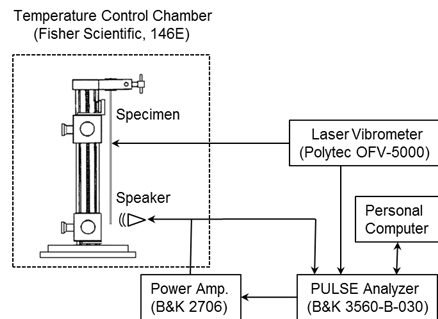 Temperature Control Chamber
(Fisher Scientific, 146E)
Specimen
Speaker
Laser Vibrometer
(Polytec OFV-5000)
Personal
Computer
Power Amp.
(B&K 2706)
PULSE Analyzer
(B&K 3560-B-030)